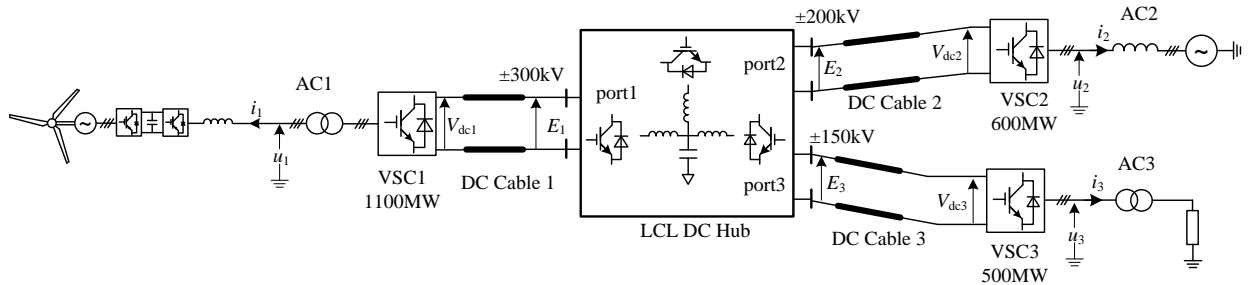 AC1
i1
u1
VSC1
1100MW
Vdc1
±300kV
DC Cable 1
E1
port1
port2
port3
LCL DC Hub
±200kV
E2
DC Cable 2
Vdc2
VSC2
600MW
i2
AC2
u2
±150kV
E3
DC Cable 3
Vdc3
VSC3
500MW
i3
AC3
u3